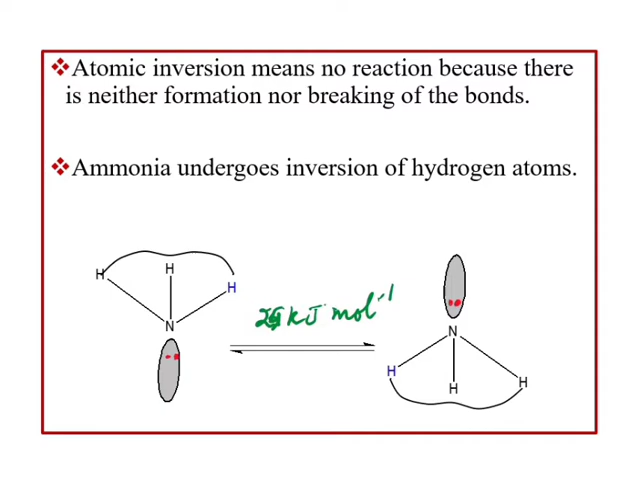 ❖Atomic inversion means no reaction because there
is neither formation nor breaking of the bonds.
❖Ammonia undergoes inversion of hydrogen atoms.
H H H
N
kJ mol⁻¹
N
H H H